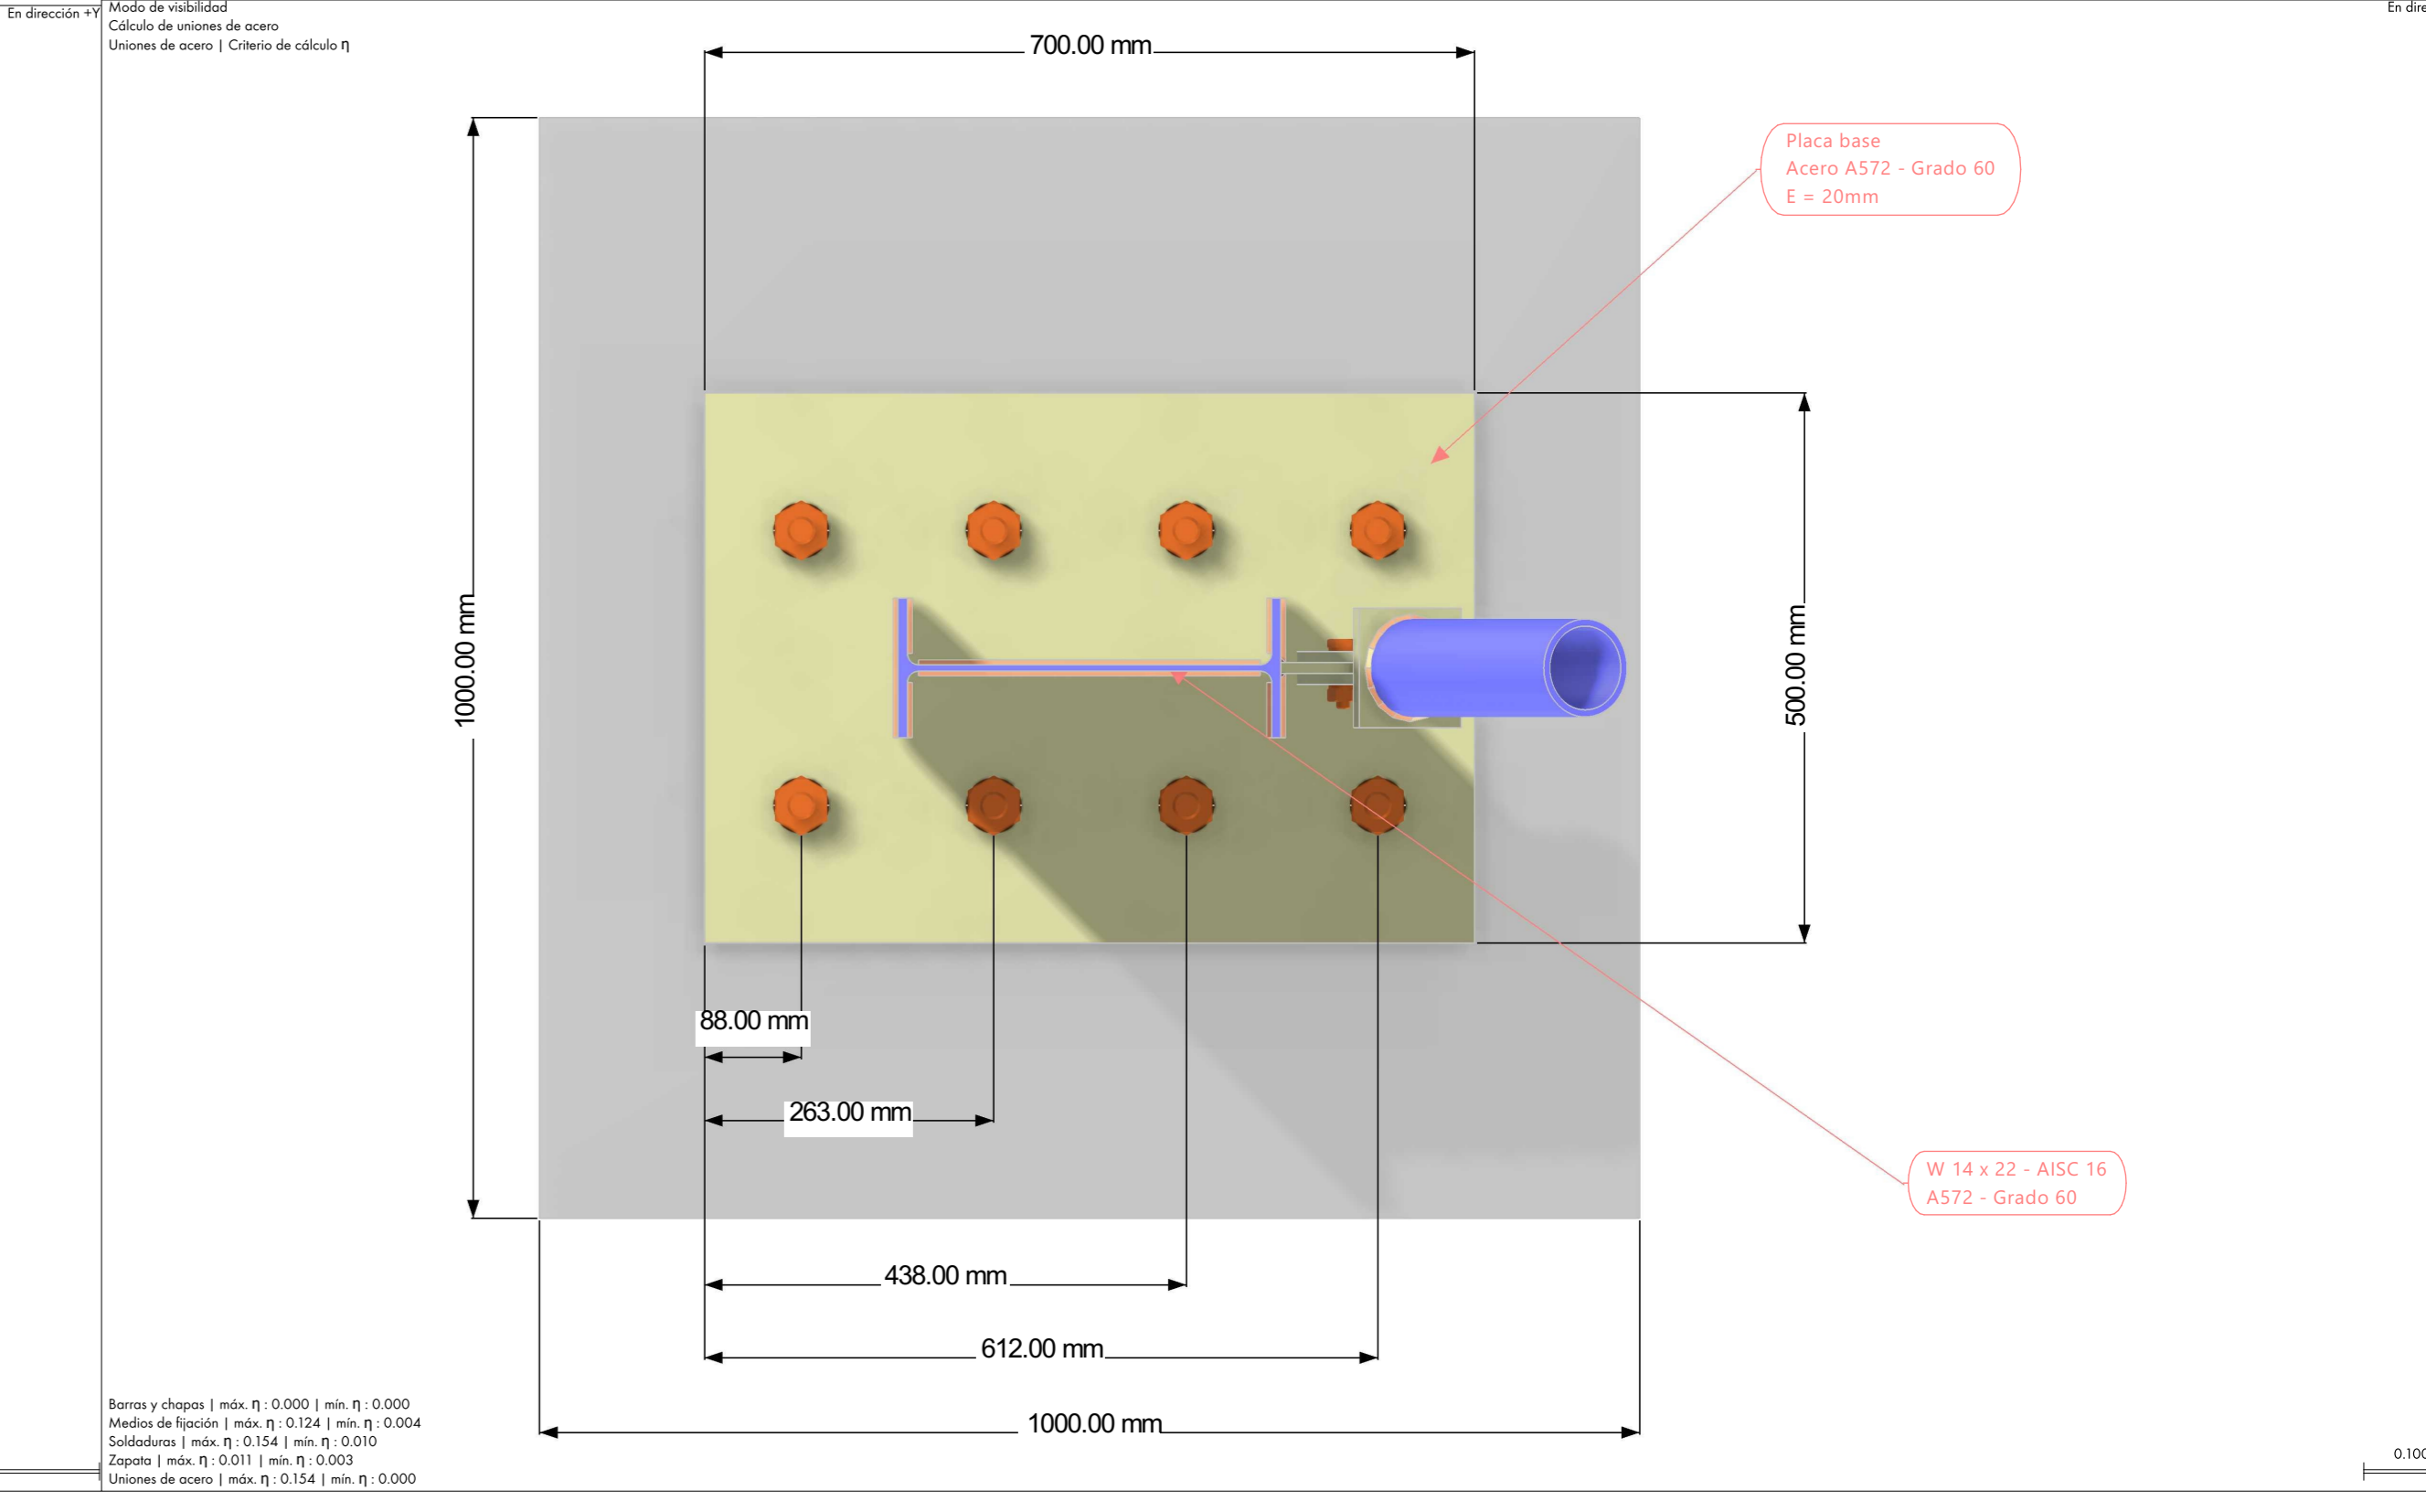 En dirección +Y
Modo de visibilidad
Cálculo de uniones de acero
Uniones de acero | Criterio de cálculo η
En dire
700.00 mm
Placa base
Acero A572 - Grado 60
E = 20mm
1000.00 mm
500.00 mm
88.00 mm
263.00 mm
W 14 x 22 - AISC 16
A572 - Grado 60
438.00 mm
612.00 mm
1000.00 mm
Barras y chapas | máx. η : 0.000 | mín. η : 0.000
Medios de fijación | máx. η : 0.124 | mín. η : 0.004
Soldaduras | máx. η : 0.154 | mín. η : 0.010
Zapata | máx. η : 0.011 | mín. η : 0.003
Uniones de acero | máx. η : 0.154 | mín. η : 0.000
0.100